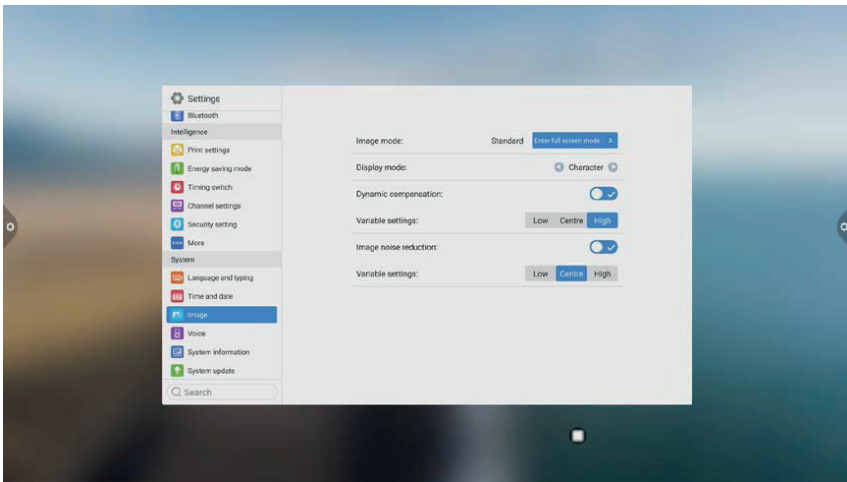 Settings
Bluetooth
Intelligence
Print settings
Energy saving mode
Timing switch
Channel settings
Security setting
More
System
Language and typing
Time and date
Image
Voice
System information
System update
Search
Image mode: Standard Enter full screen mode >
Display mode: Character
Dynamic compensation:
Variable settings: Low Centre High
Image noise reduction:
Variable settings: Low Centre High